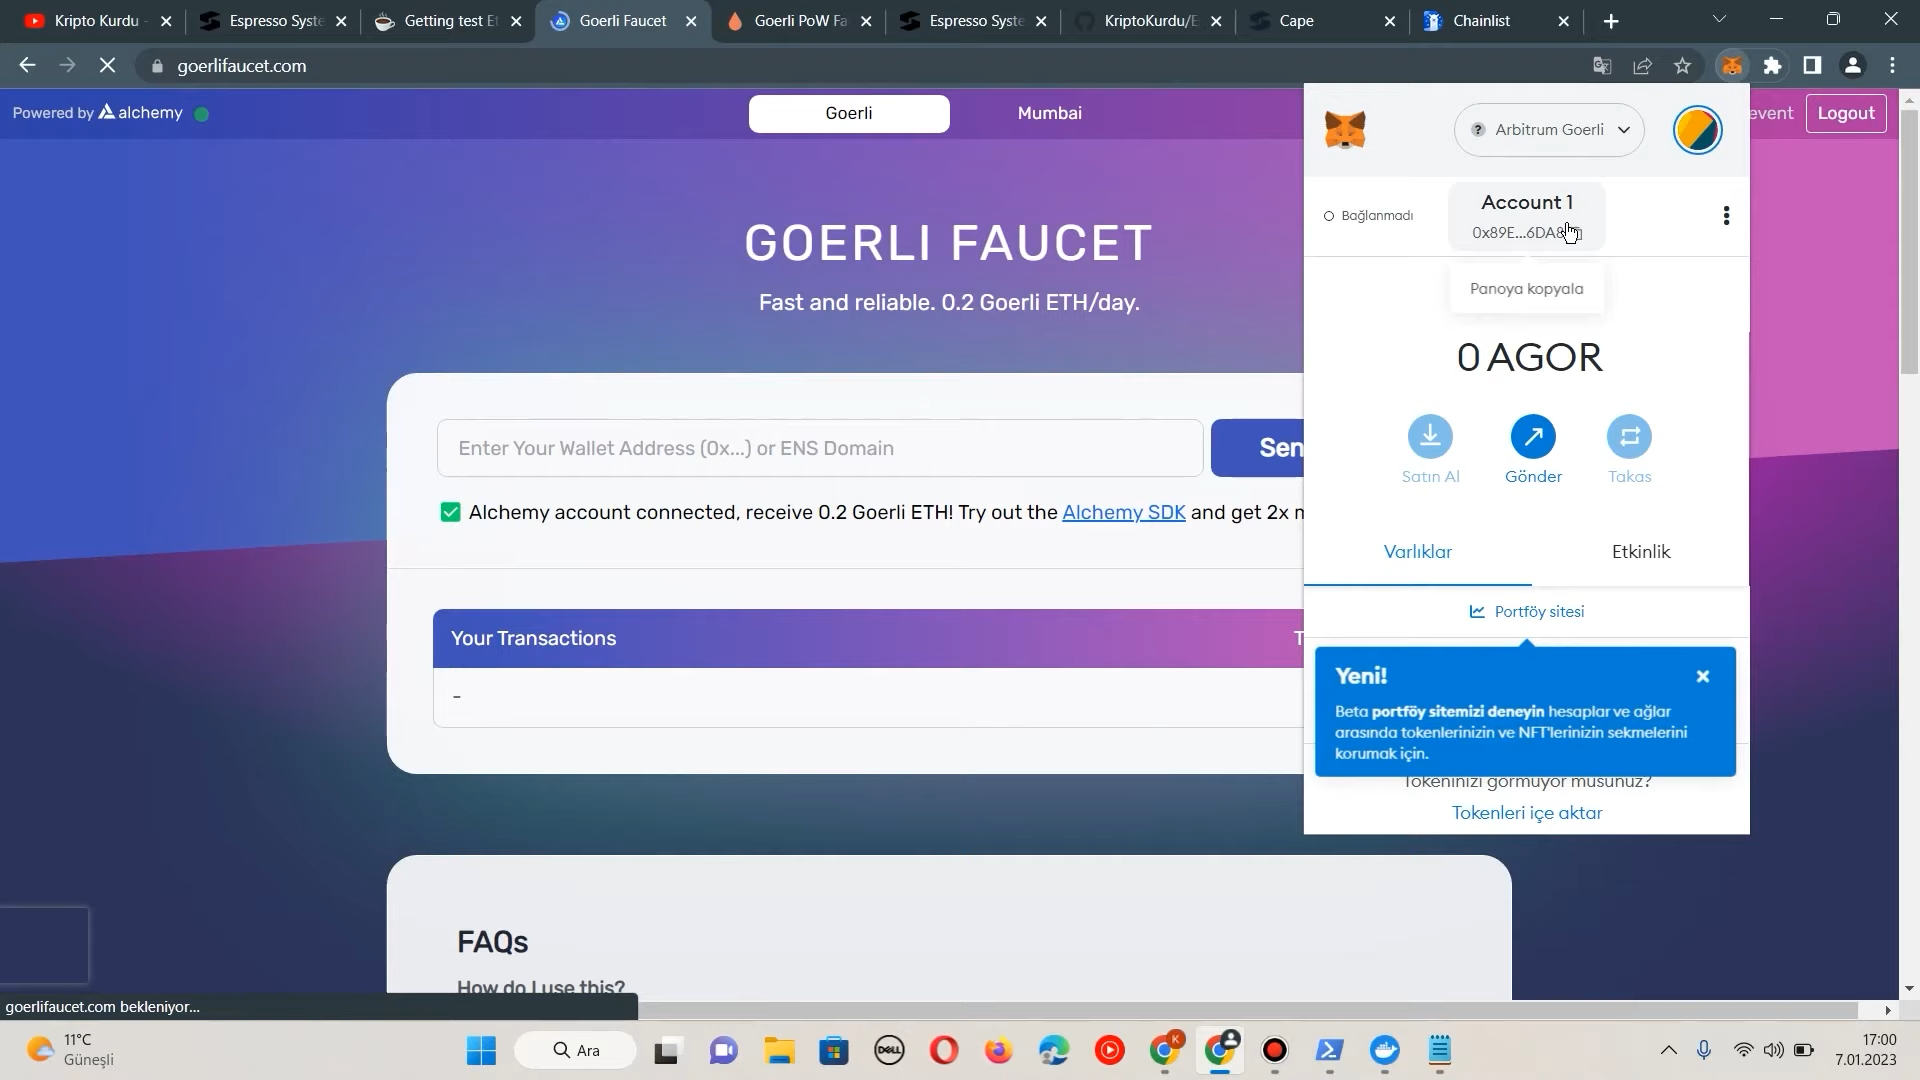 Kripto Kurdu
Espresso Syste
Getting test Et
Goerli Faucet
Goerli PoW Fa
Espresso Syste
KriptoKurdu/E
Cape
Chainlist
goerlifaucet.com
Powered by alchemy
Goerli
Mumbai
event
Logout
GOERLI FAUCET
Fast and reliable. 0.2 Goerli ETH/day.
Enter Your Wallet Address (0x...) or ENS Domain
Sen
Alchemy account connected, receive 0.2 Goerli ETH! Try out the Alchemy SDK and get 2x m
Your Transactions
T
-
FAQs
How do I use this?
Arbitrum Goerli
Bağlanmadı
Account 1
0x89E...6DA8
Panoya kopyala
0 AGOR
Satın Al
Gönder
Takas
Varlıklar
Etkinlik
Portföy sitesi
Yeni!
Beta portföy sitemizi deneyin hesaplar ve ağlar
arasında tokenlerinizin ve NFT'lerinizin sekmelerini
korumak için.
Tokeninizi görmüyor musunuz?
Tokenleri içe aktar
goerlifaucet.com bekleniyor...
11°C
Güneşli
Ara
DELL
K
17:00
7.01.2023